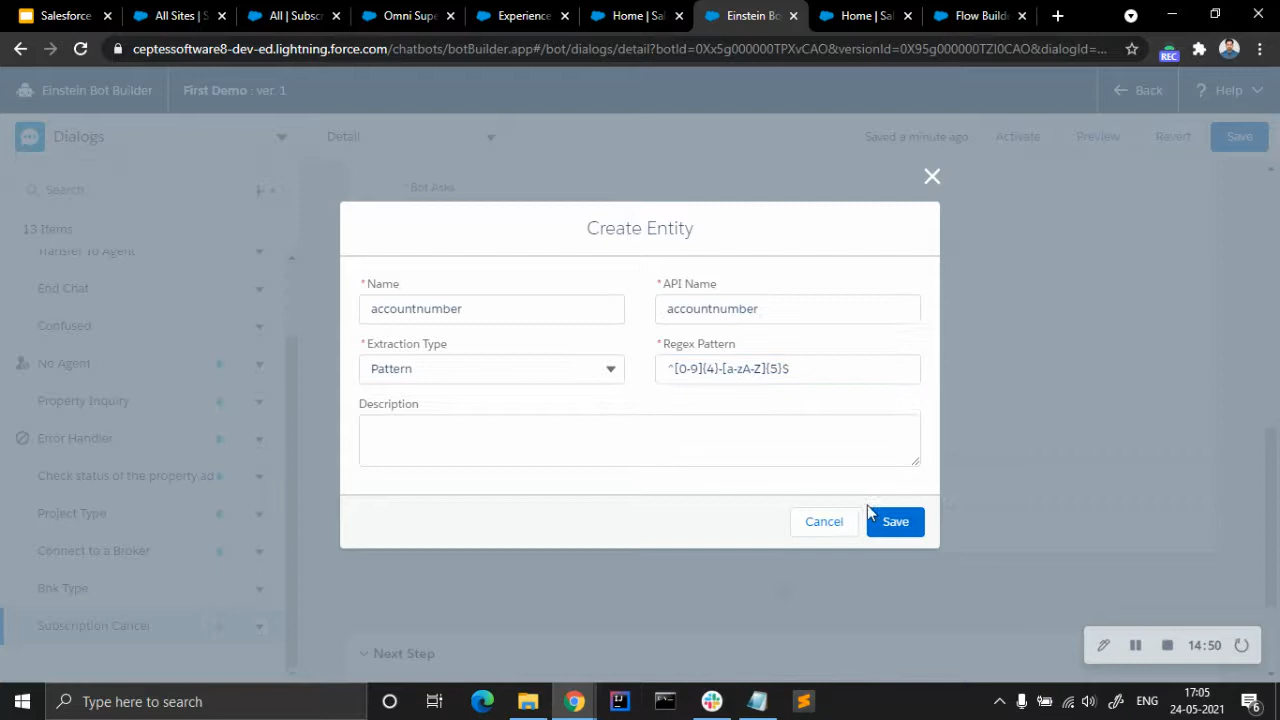 Salesforce
All Sites | S
All | Subsc
Omni Supe
Experience
Home | Sal
Einstein Bo
Home | Sal
Flow Build
ceptessoftware8-dev-ed.lightning.force.com/chatbots/botBuilder.app#/bot/dialogs/detail?botId=0Xx5g000000TPXvCAO&versionId=0X95g000000TZI0CAO&dialogId=...
REC
Einstein Bot Builder
First Demo : ver. 1
Back
Help
Dialogs
Detail
Saved a minute ago
Activate
Preview
Revert
Save
Search
*Bot Asks
13 Items
Transfer To Agent
End Chat
Confused
No Agent
Property Inquiry
Error Handler
Check status of the property ad
Project Type
Connect to a Broker
Bhk Type
Subscription Cancel
Create Entity
*Name
accountnumber
*API Name
accountnumber
*Extraction Type
Pattern
*Regex Pattern
^[0-9]{4}-[a-zA-Z]{5}$
Description
Cancel
Save
Next Step
14:50
Type here to search
ENG
17:05
24-05-2021
6